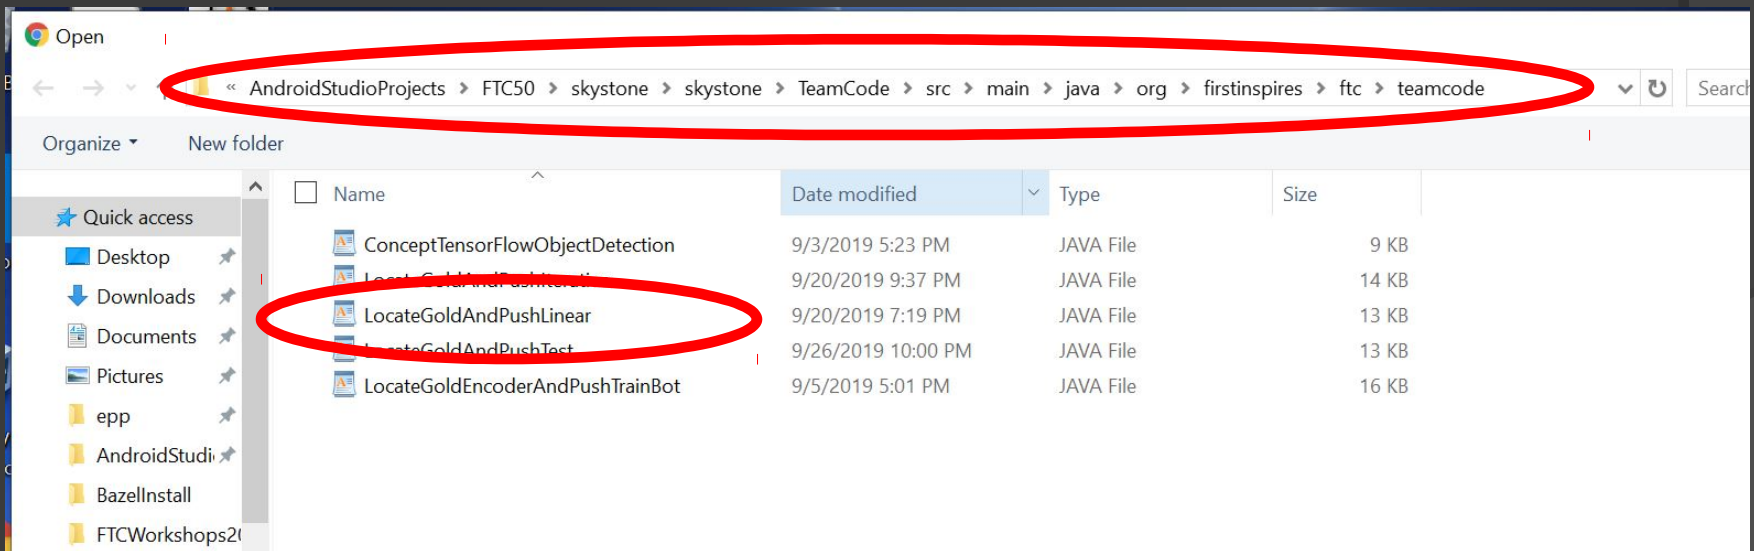 Open
« AndroidStudioProjects > FTC50 > skystone > skystone > TeamCode > src > main > java > org > firstinspires > ftc > teamcode
Search
Organize New folder
Name Date modified Type Size
Quick access
Desktop
Downloads
Documents
Pictures
epp
AndroidStudi
BazelInstall
FTCWorkshops20
ConceptTensorFlowObjectDetection 9/3/2019 5:23 PM JAVA File 9 KB
9/20/2019 9:37 PM JAVA File 14 KB
LocateGoldAndPushLinear 9/20/2019 7:19 PM JAVA File 13 KB
LocateGoldAndPushTest 9/26/2019 10:00 PM JAVA File 13 KB
LocateGoldEncoderAndPushTrainBot 9/5/2019 5:01 PM JAVA File 16 KB